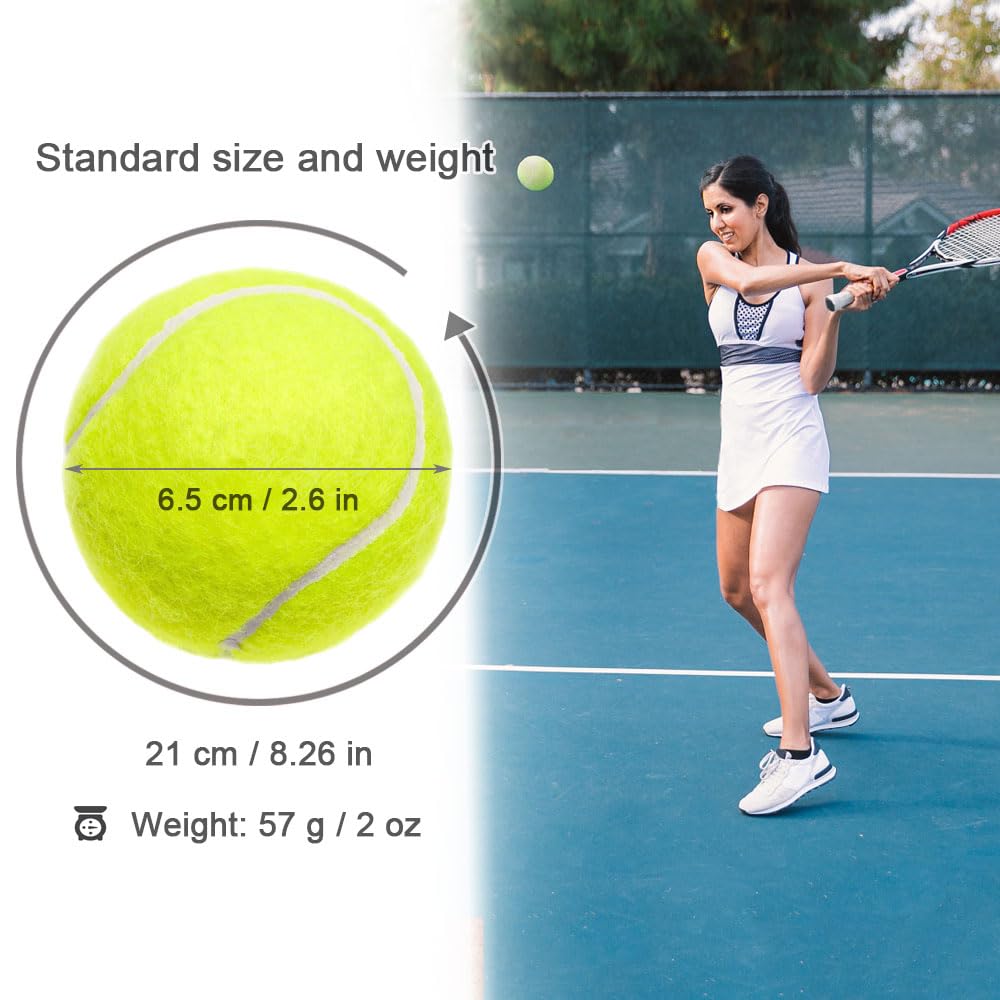 Standard size and weight
6.5 cm / 2.6 in
21 cm / 8.26 in
Weight: 57 g / 2 oz